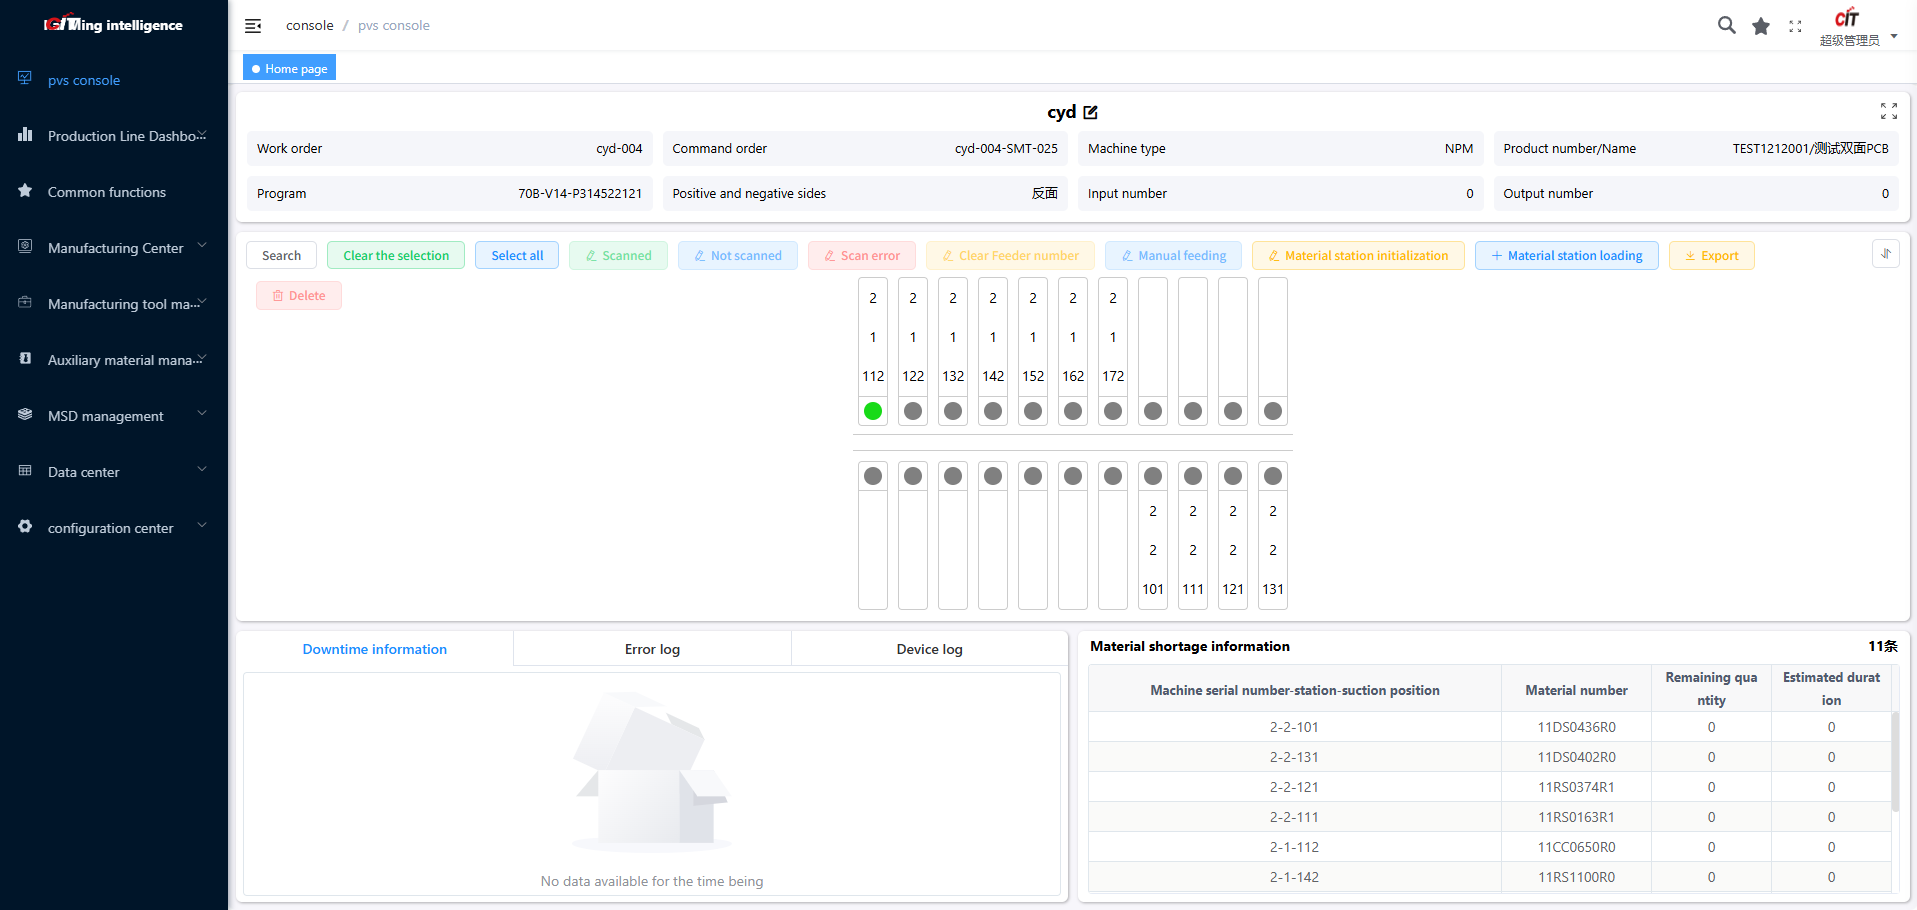 CIT
ing intelligence
console / pvs console
CIT
超级管理员
Home page
pvs console
Production Line Dashbo...
Common functions
Manufacturing Center
Manufacturing tool ma...
Auxiliary material mana...
MSD management
Data center
configuration center
cyd
Work order cyd-004
Command order cyd-004-SMT-025
Machine type NPM
Product number/Name TEST1212001/测试双面PCB
Program 70B-V14-P314522121
Positive and negative sides 反面
Input number 0
Output number 0
Search
Clear the selection
Select all
Scanned
Not scanned
Scan error
Clear Feeder number
Manual feeding
Material station initialization
Material station loading
Export
Delete
2 2 2 2 2 2 2
1 1 1 1 1 1 1
112 122 132 142 152 162 172
2 2 2 2
2 2 2 2
101 111 121 131
Downtime information
Error log
Device log
No data available for the time being
Material shortage information
11条
Machine serial number-station-suction position
Material number
Remaining qua
ntity
Estimated durat
ion
2-2-101 11DS0436R0 0 0
2-2-131 11DS0402R0 0 0
2-2-121 11RS0374R1 0 0
2-2-111 11RS0163R1 0 0
2-1-112 11CC0650R0 0 0
2-1-142 11RS1100R0 0 0